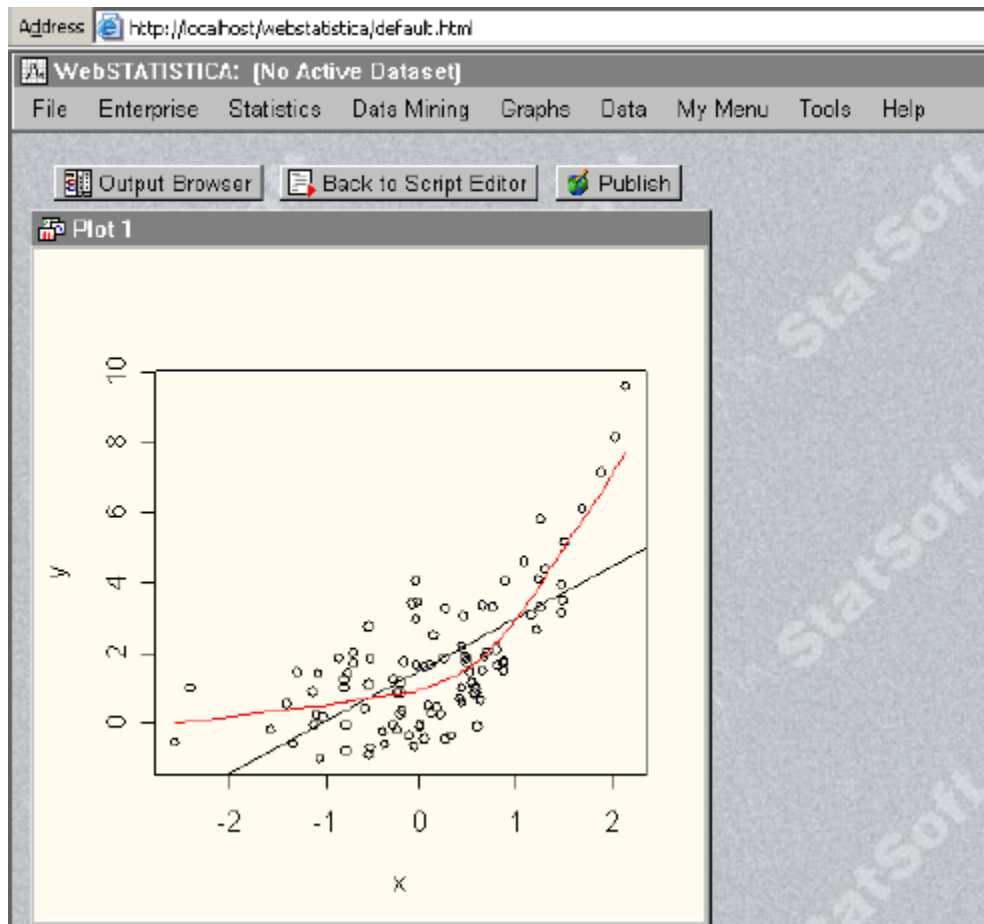 Address http://localhost/webstatistica/default.html
WebSTATISTICA: [No Active Dataset]
File Enterprise Statistics Data Mining Graphs Data My Menu Tools Help
Output Browser Back to Script Editor Publish
Plot 1
10
8
6
4
2
0
y
-2 -1 0 1 2
x
StatSoft
StatSoft
atSoft